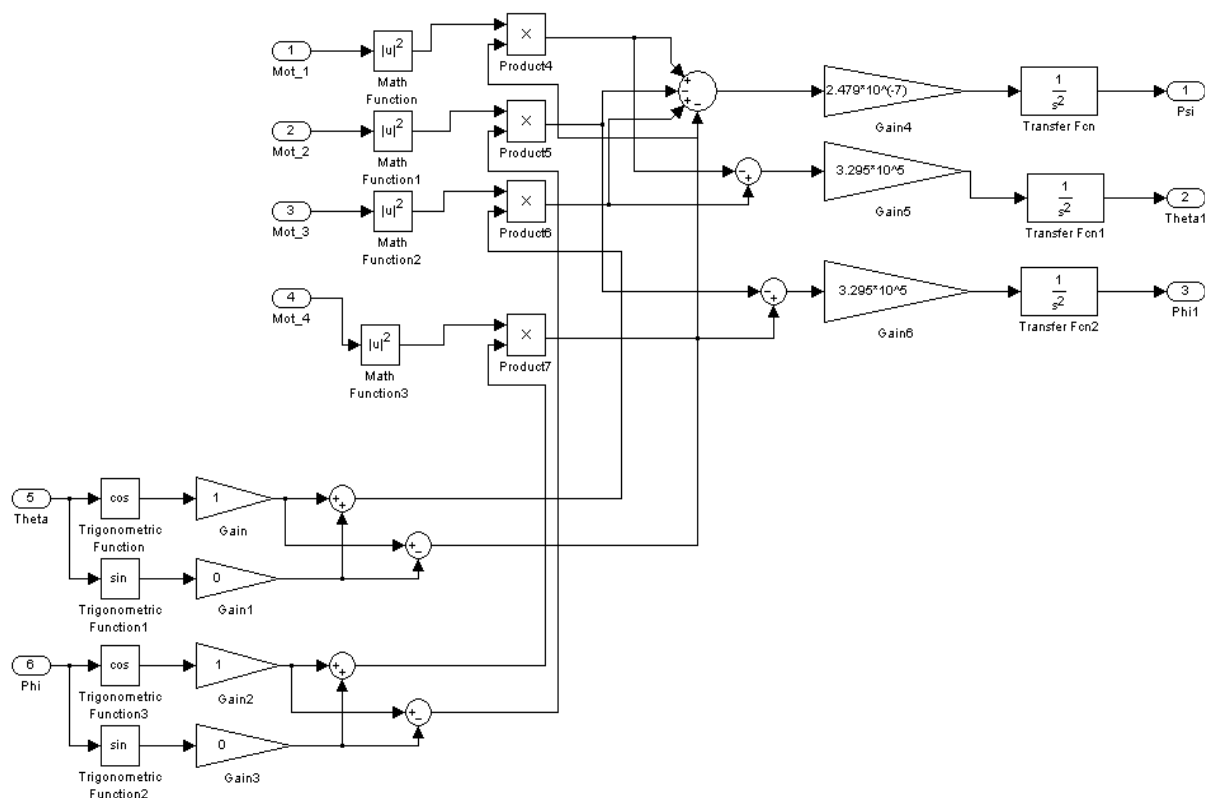 1
Mot_1
|u|²
Math
Function
×
Product4
2
Mot_2
|u|²
Math
Function1
×
Product5
3
Mot_3
|u|²
Math
Function2
×
Product6
4
Mot_4
|u|²
Math
Function3
×
Product7
+
-
+
-
2.479*10^(-7)
Gain4
1
s²
Transfer Fcn
1
Psi
-
+
3.295*10^5
Gain5
1
s²
Transfer Fcn1
2
Theta1
-
+
3.295*10^5
Gain6
1
s²
Transfer Fcn2
3
Phi1
5
Theta
cos
Trigonometric
Function
1
Gain
+
+
sin
Trigonometric
Function1
0
Gain1
+
-
6
Phi
cos
Trigonometric
Function3
1
Gain2
+
+
sin
Trigonometric
Function2
0
Gain3
+
-